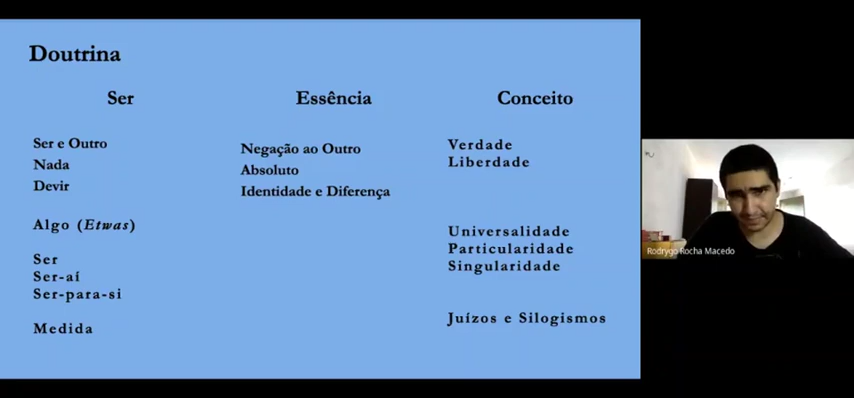 Doutrina
Ser
Ser e Outro
Nada
Devir
Algo (Etwas)
Ser
Ser-aí
Ser-para-si
Medida
Essência
Negação ao Outro
Absoluto
Identidade e Diferença
Conceito
Verdade
Liberdade
Universalidade
Particularidade
Singularidade
Juízos e Silogismos
Rodrygo Rocha Macedo